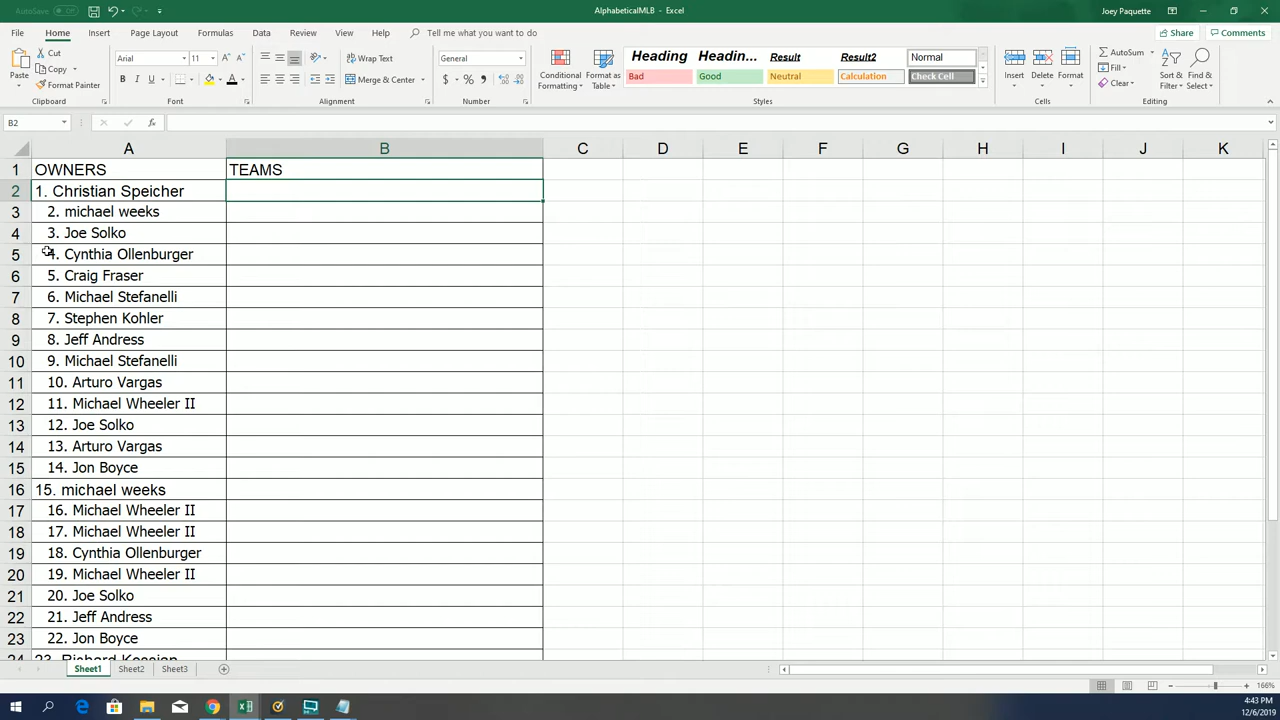 AutoSave Off
AlphabeticalMLB - Excel
Joey Paquette
File Home Insert Page Layout Formulas Data Review View Help Tell me what you want to do Share Comments
Paste Cut Copy Format Painter Clipboard
Arial 11 A A B I U A Font
Wrap Text Merge & Center Alignment
General $ % , Number
Conditional Formatting Format as Table
Heading Headin... Result Result2 Normal
Bad Good Neutral Calculation Check Cell
Styles
Insert Delete Format Cells
AutoSum Fill Clear Sort & Filter Find & Select Editing
B2 fx
A B C D E F G H I J K
1 OWNERS TEAMS
2 1. Christian Speicher
3 2. michael weeks
4 3. Joe Solko
5 4. Cynthia Ollenburger
6 5. Craig Fraser
7 6. Michael Stefanelli
8 7. Stephen Kohler
9 8. Jeff Andress
10 9. Michael Stefanelli
11 10. Arturo Vargas
12 11. Michael Wheeler II
13 12. Joe Solko
14 13. Arturo Vargas
15 14. Jon Boyce
16 15. michael weeks
17 16. Michael Wheeler II
18 17. Michael Wheeler II
19 18. Cynthia Ollenburger
20 19. Michael Wheeler II
21 20. Joe Solko
22 21. Jeff Andress
23 22. Jon Boyce
24 23. Richard
Sheet1 Sheet2 Sheet3
166%
4:43 PM
12/6/2019